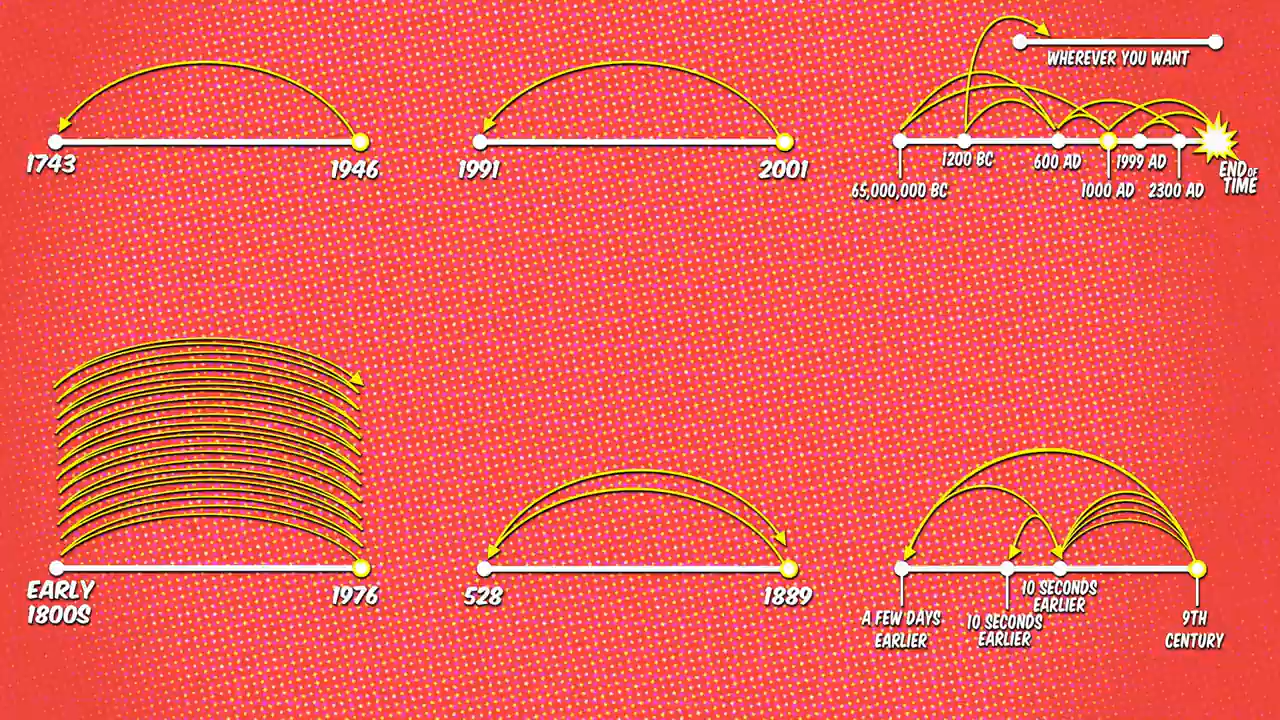 WHEREVER YOU WANT
1743
1946
1991
2001
65,000,000 BC
1200 BC
600 AD
1000 AD
1999 AD
2300 AD
END OF
TIME
EARLY
1800S
1976
528
1889
A FEW DAYS
EARLIER
10 SECONDS
EARLIER
10 SECONDS
EARLIER
9TH
CENTURY